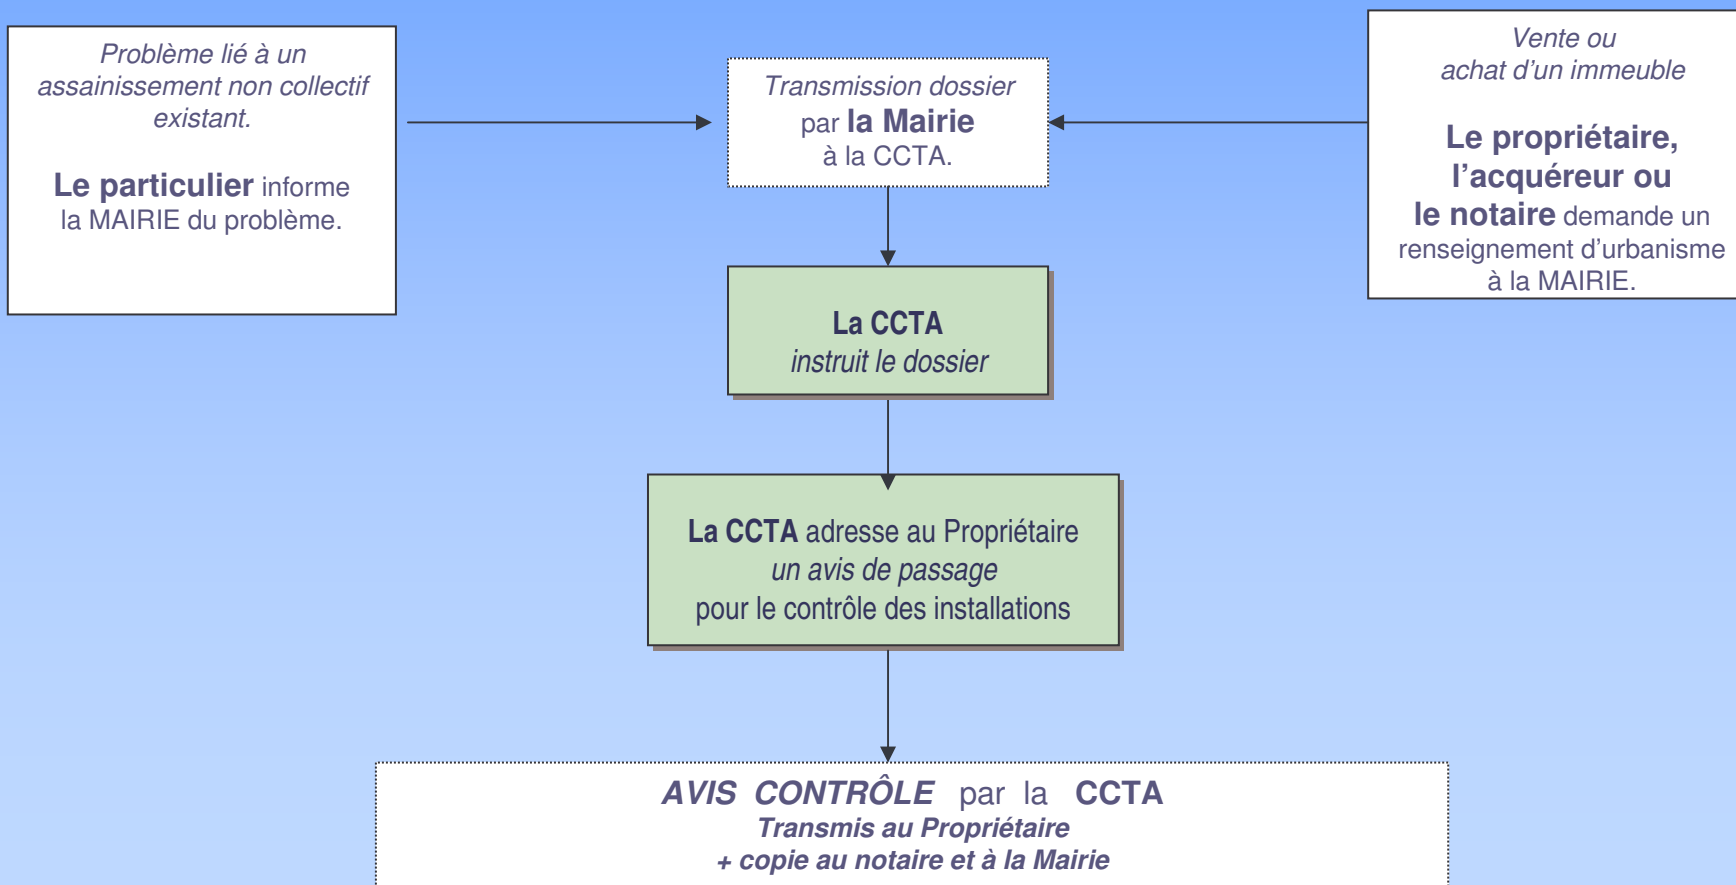 Problème lié à un
assainissement non collectif
existant.
Le particulier informe
la MAIRIE du problème.
Transmission dossier
par la Mairie
à la CCTA.
Vente ou
achat d’un immeuble
Le propriétaire,
l’acquéreur ou
le notaire demande un
renseignement d’urbanisme
à la MAIRIE.
La CCTA
instruit le dossier
La CCTA adresse au Propriétaire
un avis de passage
pour le contrôle des installations
AVIS CONTRÔLE par la CCTA
Transmis au Propriétaire
+ copie au notaire et à la Mairie